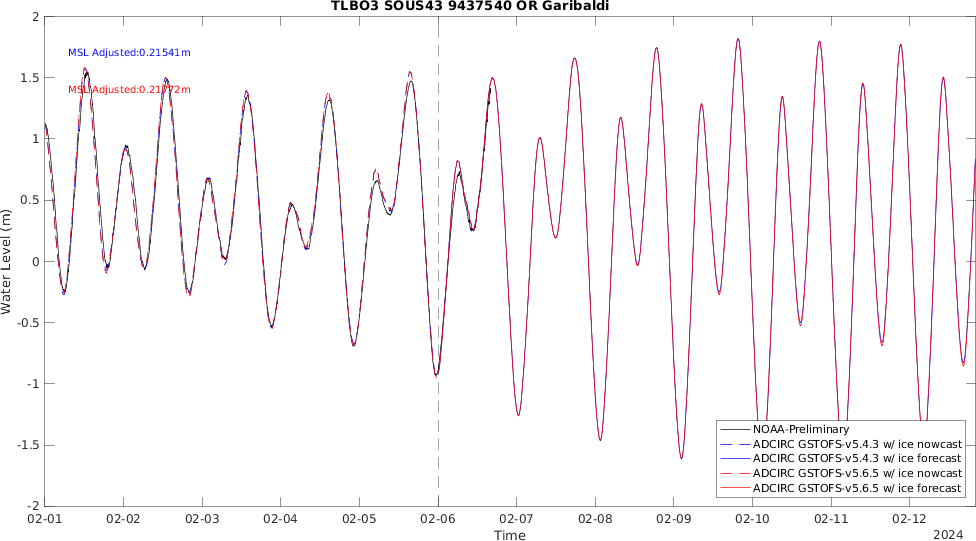 TLBO3 SOUS43 9437540 OR Garibaldi
2
1.5
1
0.5
0
-0.5
-1
-1.5
-2
Water Level (m)
MSL Adjusted:0.21541m
MSL Adjusted:0.21772m
NOAA-Preliminary
ADCIRC GSTOFS-v5.4.3 w/ ice nowcast
ADCIRC GSTOFS-v5.4.3 w/ ice forecast
ADCIRC GSTOFS-v5.6.5 w/ ice nowcast
ADCIRC GSTOFS-v5.6.5 w/ ice forecast
02-01 02-02 02-03 02-04 02-05 02-06 02-07 02-08 02-09 02-10 02-11 02-12
Time
2024